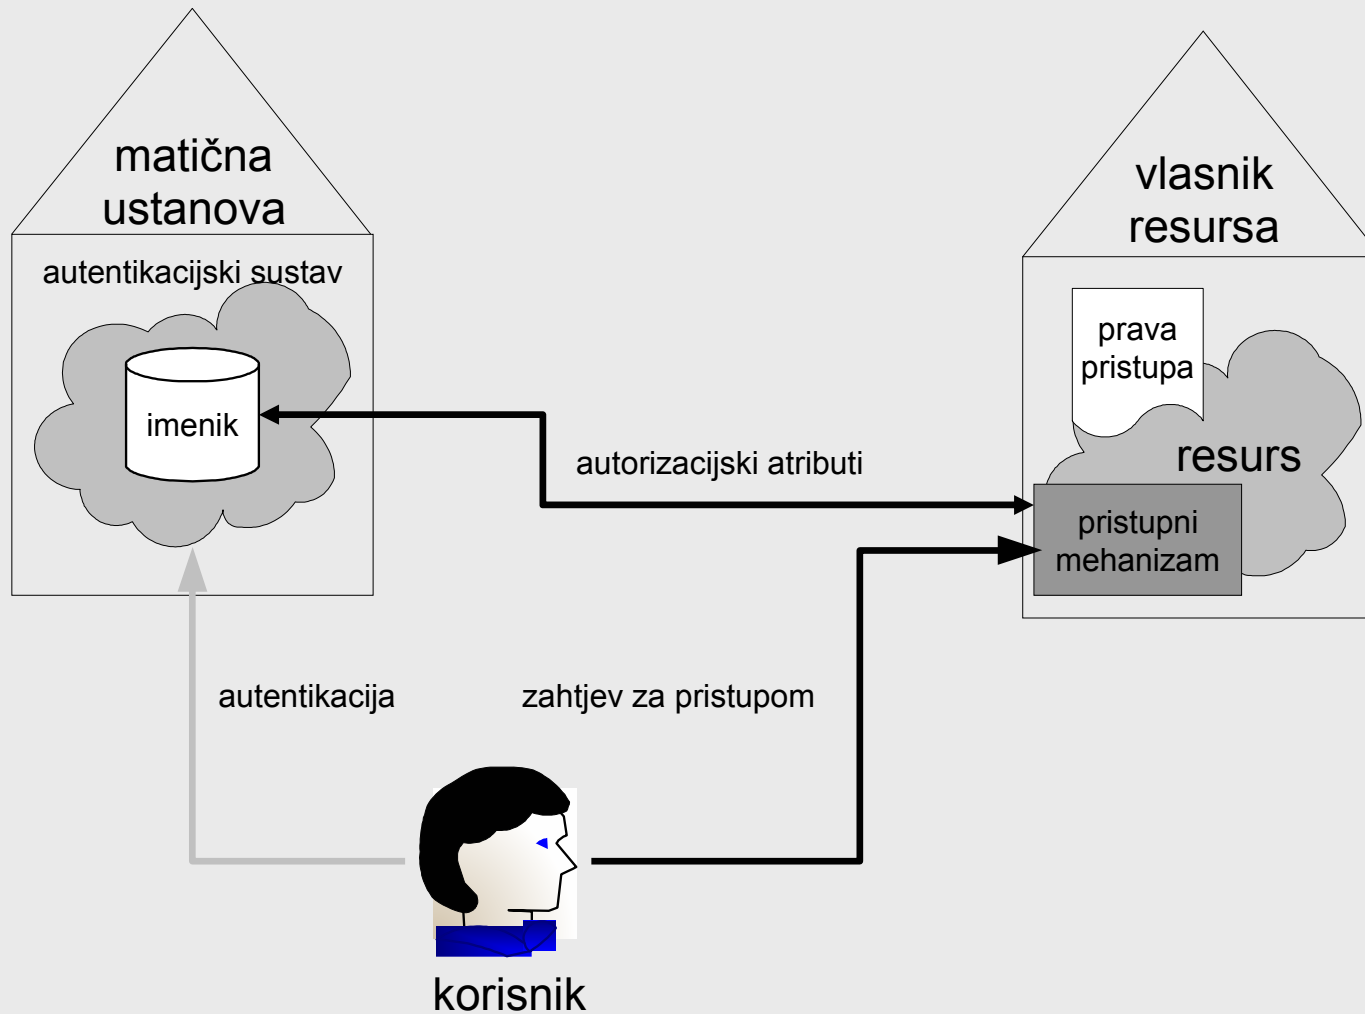 matična
ustanova
autentikacijski sustav
imenik
vlasnik
resursa
prava
pristupa
resurs
pristupni
mehanizam
autorizacijski atributi
autentikacija
zahtjev za pristupom
korisnik